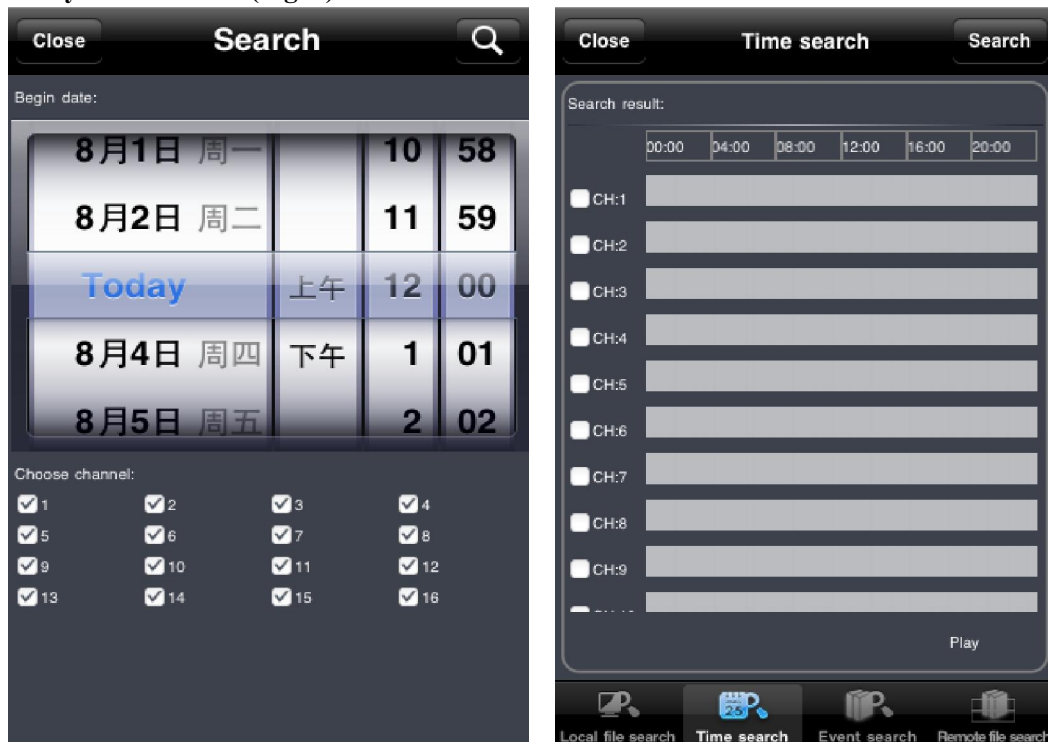 Close Search
Begin date:
8月1日 周一 10 58
8月2日 周二 11 59
Today 上午 12 00
8月4日 周四 下午 1 01
8月5日 周五 2 02
Choose channel:
1 2 3 4
5 6 7 8
9 10 11 12
13 14 15 16
Close Time search Search
Search result:
00:00 04:00 08:00 12:00 16:00 20:00
CH:1
CH:2
CH:3
CH:4
CH:5
CH:6
CH:7
CH:8
CH:9
Play
Local file search Time search Event search Remote file search